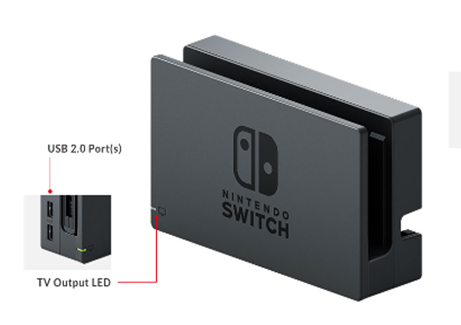 USB 2.0 Port(s)
NINTENDO
SWITCH
TV Output LED